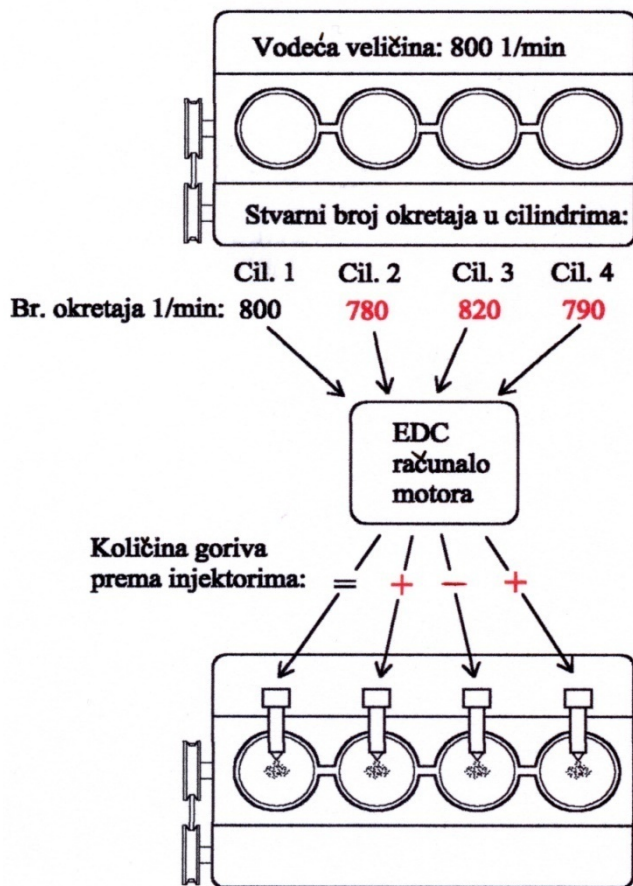 Vodeća veličina: 800 1/min
Stvarni broj okretaja u cilindrima:
Cil. 1 Cil. 2 Cil. 3 Cil. 4
Br. okretaja 1/min: 800 780 820 790
EDC
računalo
motora
Količina goriva
prema injektorima: = + – +